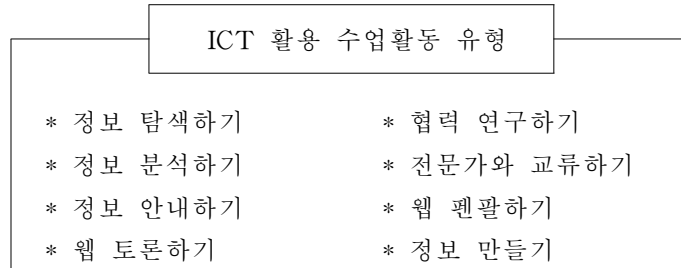 ICT 활용 수업활동 유형
* 정보 탐색하기 * 협력 연구하기
* 정보 분석하기 * 전문가와 교류하기
* 정보 안내하기 * 웹 펜팔하기
* 웹 토론하기 * 정보 만들기